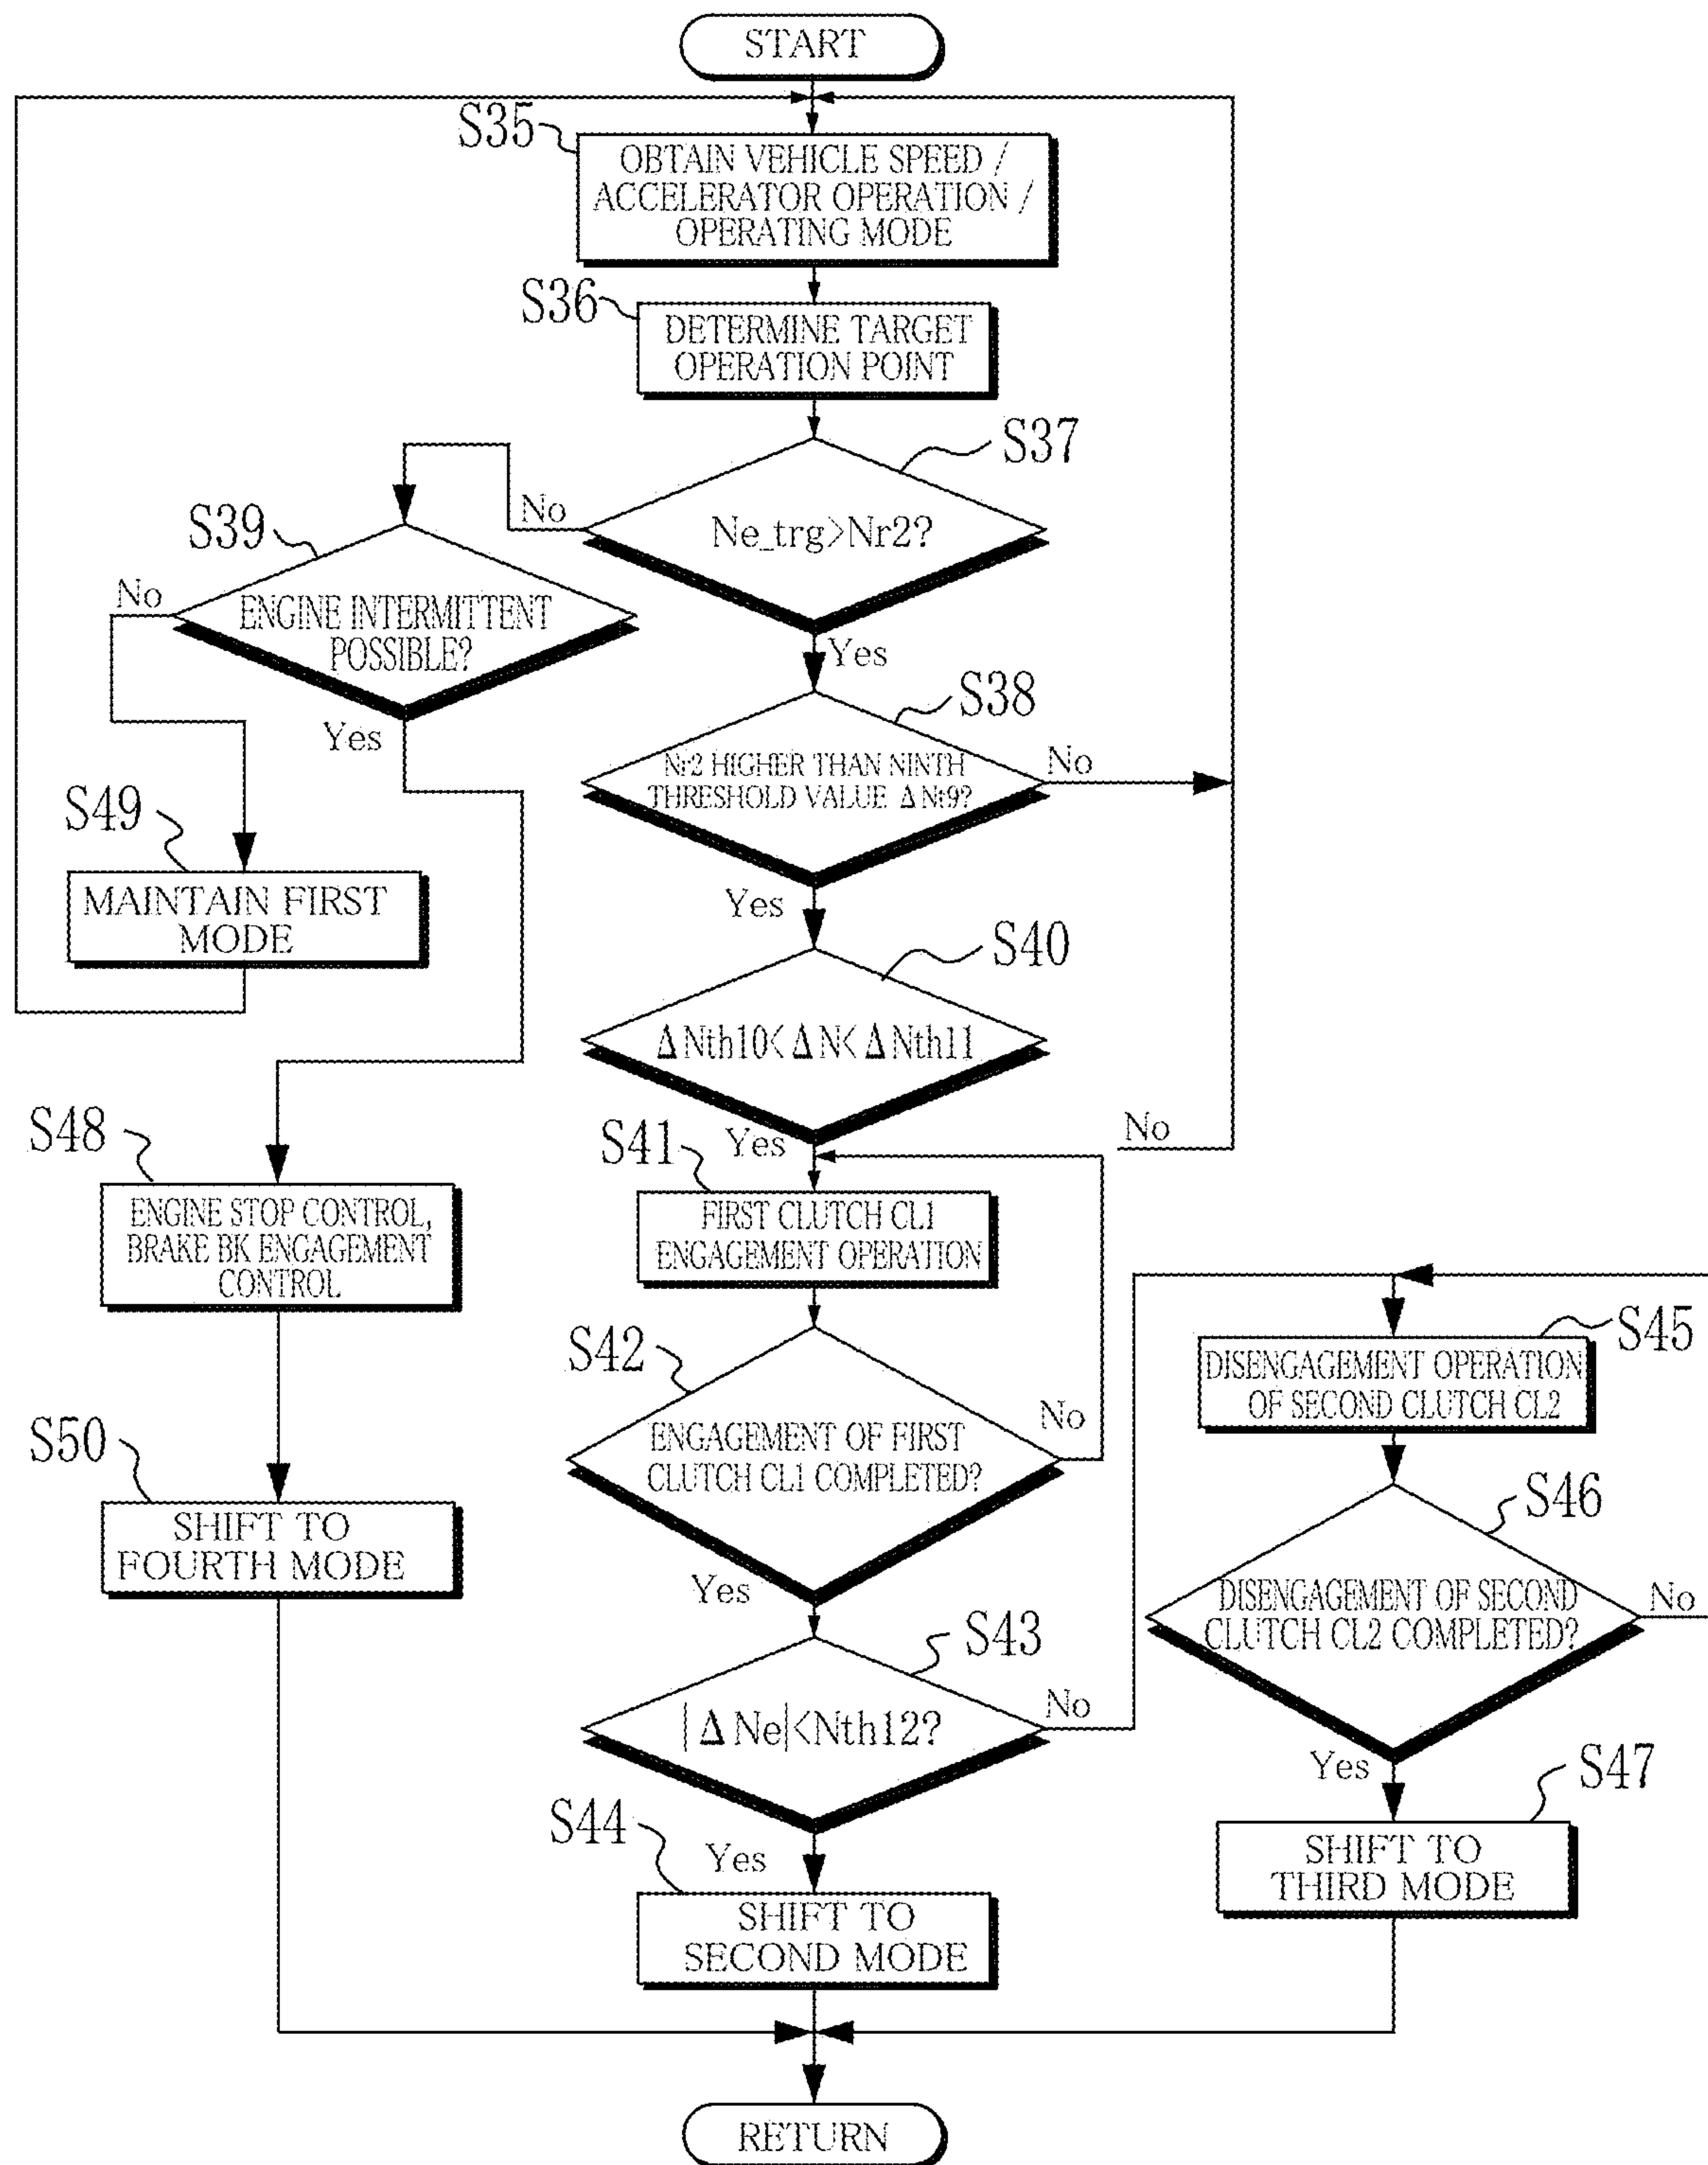 START
S35
OBTAIN VEHICLE SPEED /
ACCELERATOR OPERATION /
OPERATING MODE
S36
DETERMINE TARGET
OPERATION POINT
S37
Ne_trg>Nr2?
No
Yes
S39
ENGINE INTERMITTENT
POSSIBLE?
No
Yes
S38
Nr2 HIGHER THAN NINTH
THRESHOLD VALUE ΔNt9?
No
Yes
S49
MAINTAIN FIRST
MODE
S40
ΔNth10<ΔN<ΔNth11
No
Yes
S48
ENGINE STOP CONTROL,
BRAKE BK ENGAGEMENT
CONTROL
S41
FIRST CLUTCH CL1
ENGAGEMENT OPERATION
S42
ENGAGEMENT OF FIRST
CLUTCH CL1 COMPLETED?
No
Yes
S45
DISENGAGEMENT OPERATION
OF SECOND CLUTCH CL2
S50
SHIFT TO
FOURTH MODE
S46
DISENGAGEMENT OF SECOND
CLUTCH CL2 COMPLETED?
No
Yes
S43
|ΔNe|<Nth12?
No
Yes
S47
SHIFT TO
THIRD MODE
S44
SHIFT TO
SECOND MODE
RETURN